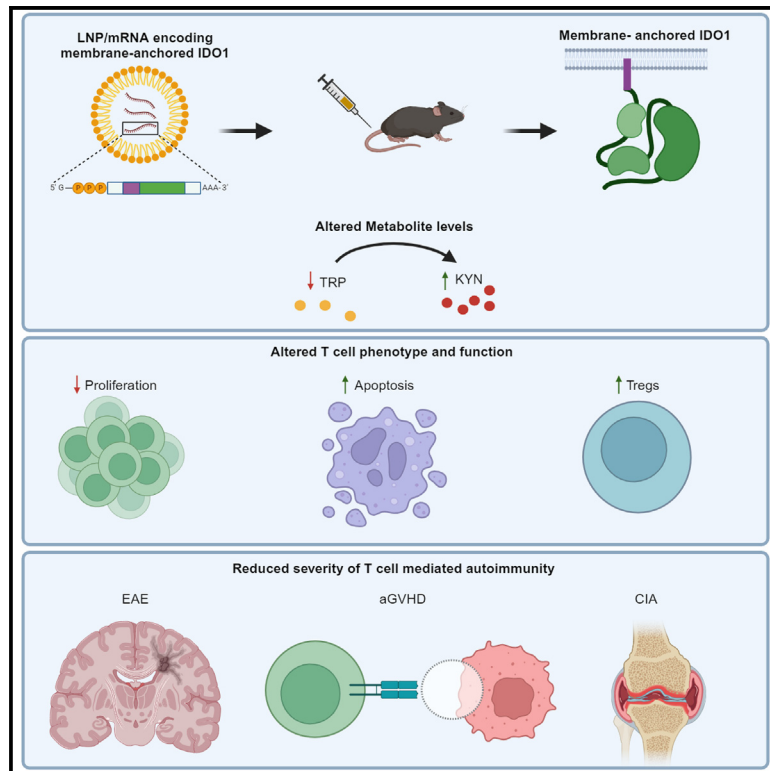 LNP/mRNA encoding
membrane-anchored IDO1
Membrane- anchored IDO1
5' G
P P P
AAA-3'
Altered Metabolite levels
↓ TRP
↑ KYN
Altered T cell phenotype and function
↓ Proliferation
↑ Apoptosis
↑ Tregs
Reduced severity of T cell mediated autoimmunity
EAE
aGVHD
CIA